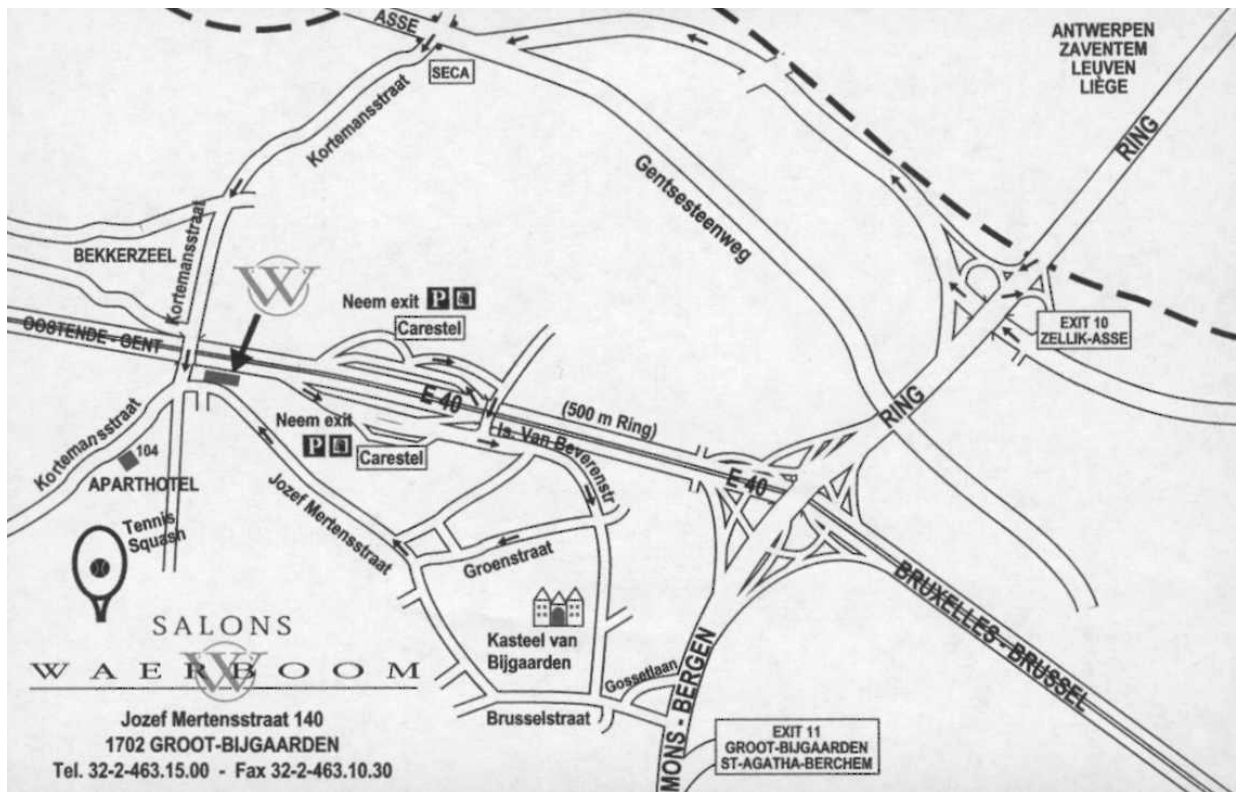 ASSE
SECA
ANTWERPEN
ZAVENTEM
LEUVEN
LIÈGE
RING
Kortemansstraat
Gentsesteenweg
BEKKERZEEL
Kortemansstraat
W
Neem exit P
Carestel
EXIT 10
ZELLIK-ASSE
OOSTENDE - GENT
E 40
(500 m Ring)
RING
Neem exit
P
Carestel
Is. Van Beverenstr
Kortemansstraat
104
APARTHOTEL
E 40
Jozef Mertensstraat
Tennis
Squash
Groenstraat
BRUXELLES - BRUSSEL
Kasteel van
Bijgaarden
SALONS
WAERBOOM
W
Gossetlaan
MONS - BERGEN
Brusselstraat
Jozef Mertensstraat 140
1702 GROOT-BIJGAARDEN
Tel. 32-2-463.15.00 - Fax 32-2-463.10.30
EXIT 11
GROOT-BIJGAARDEN
ST-AGATHA-BERCHEM